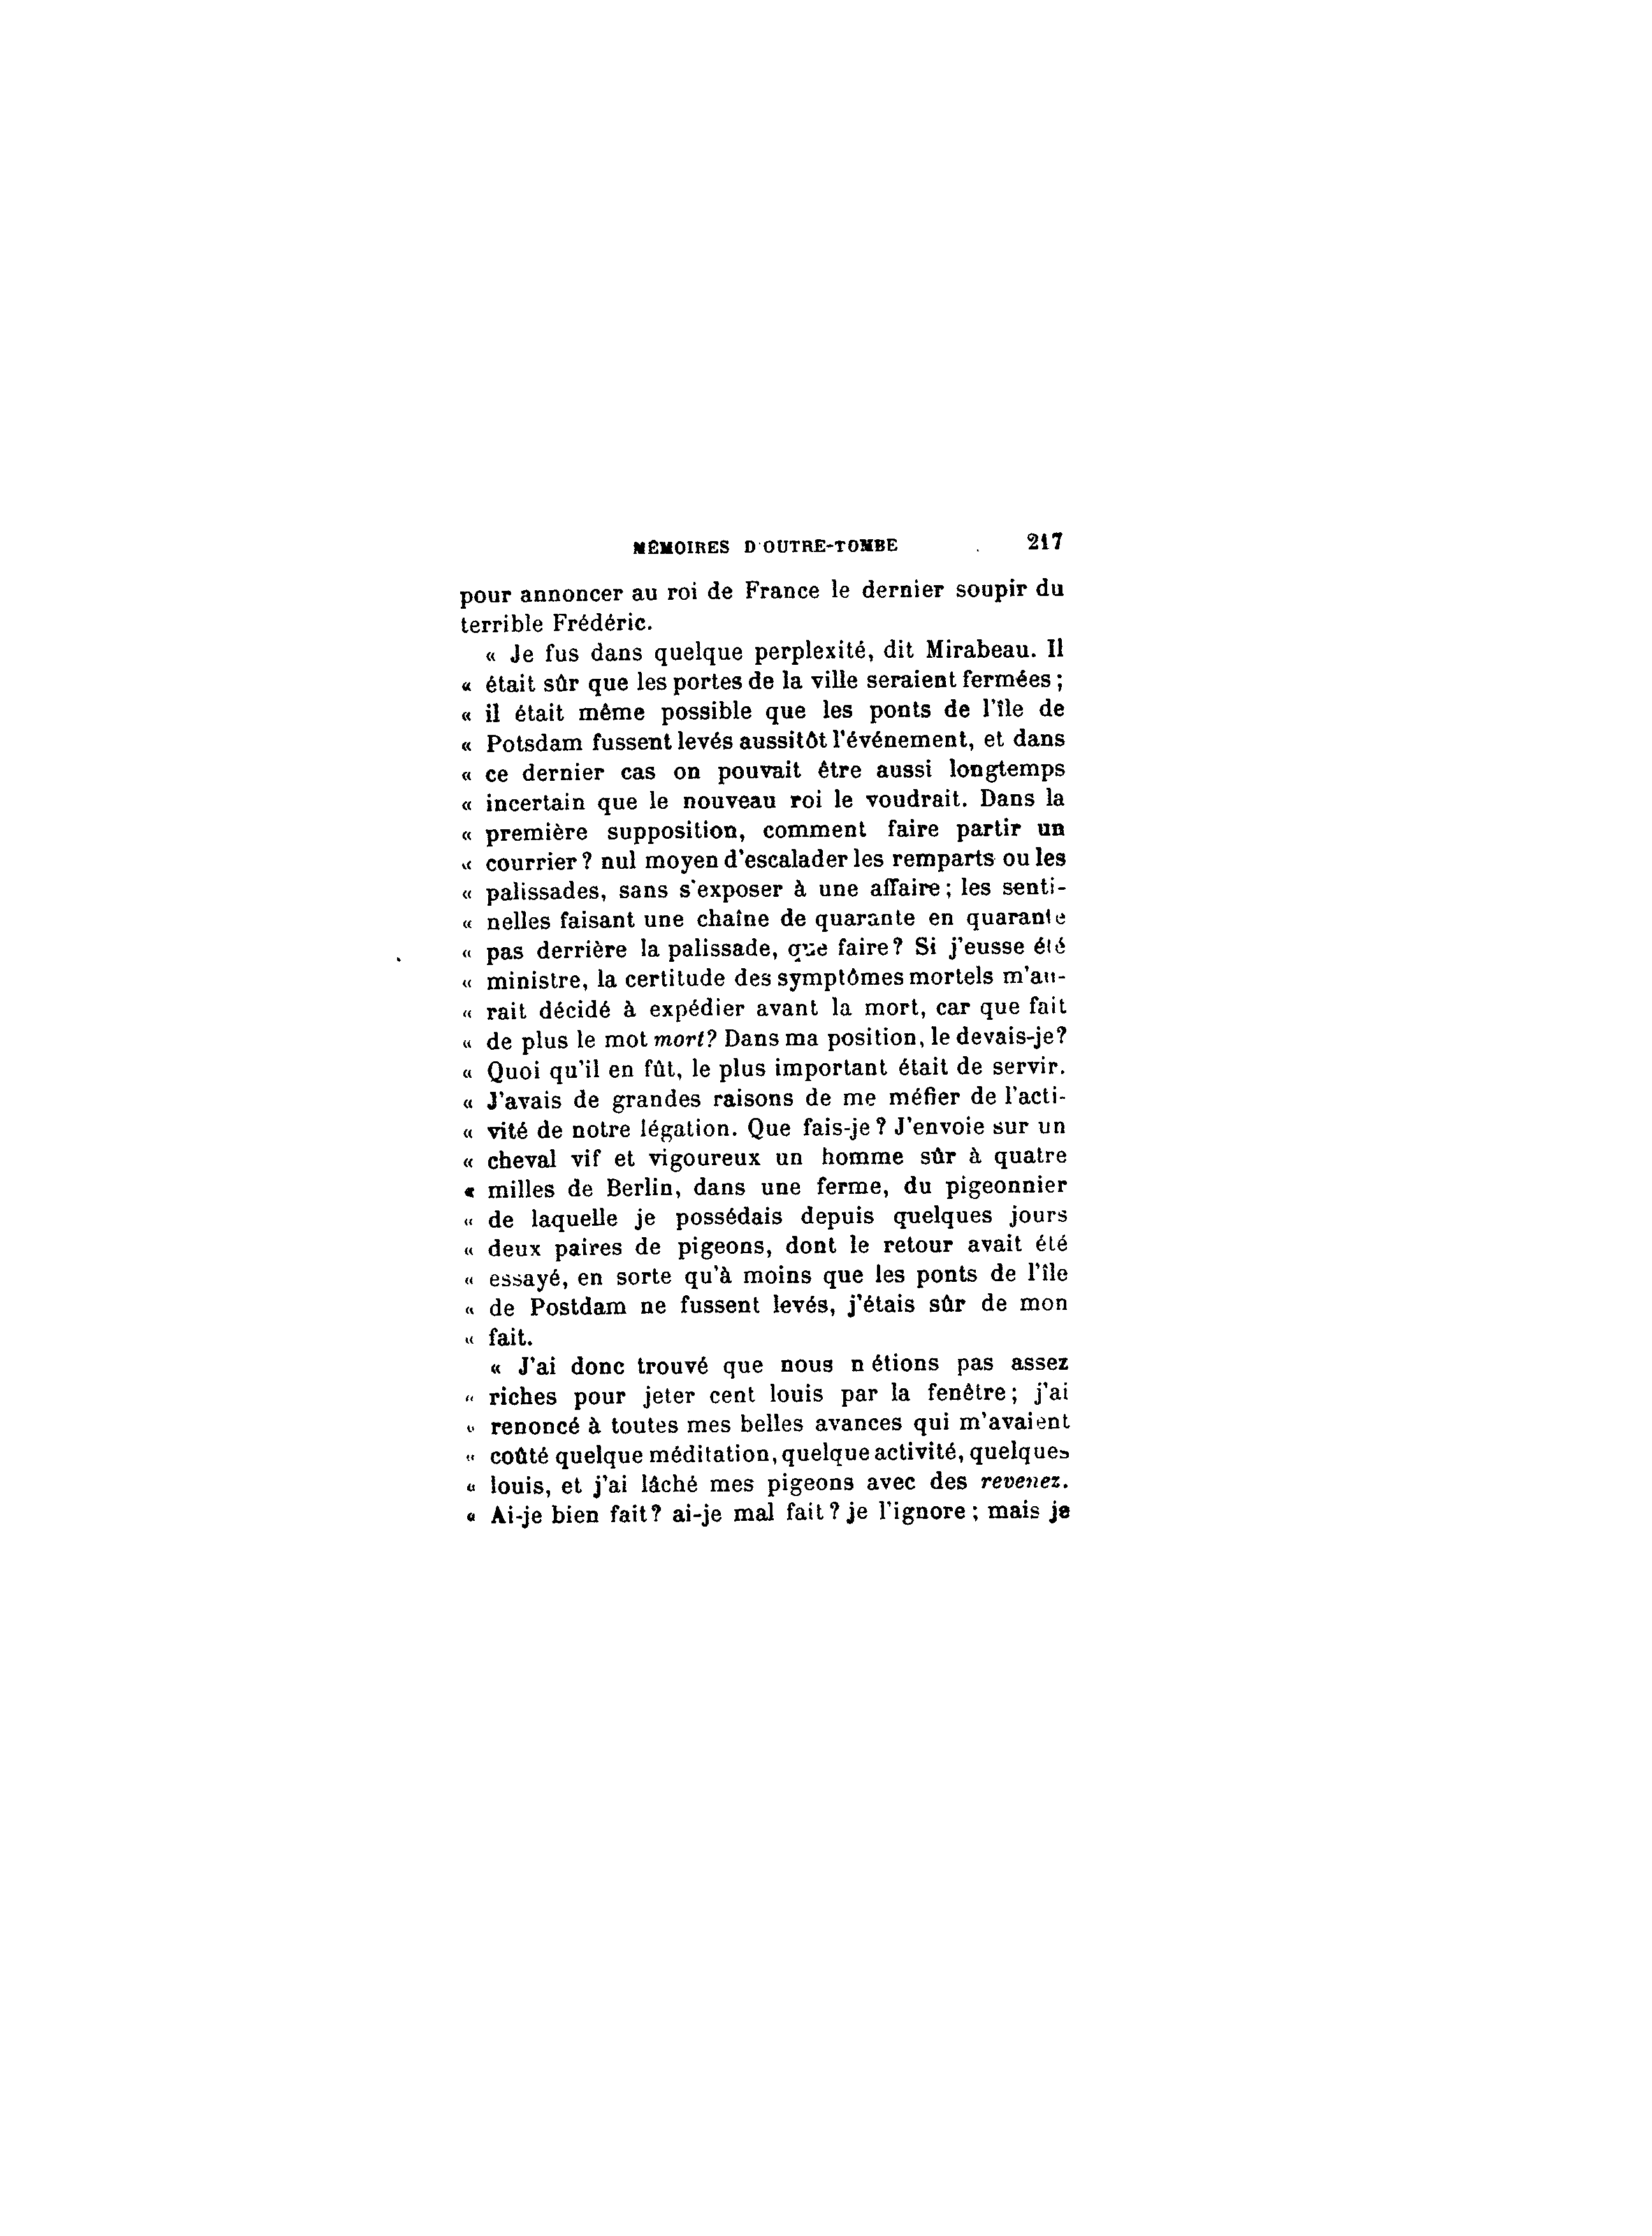 MÉMOIRES D'OUTRE-TOMBE 217
pour annoncer au roi de France le dernier soupir du
terrible Frédéric.
« Je fus dans quelque perplexité, dit Mirabeau. Il
« était sûr que les portes de la ville seraient fermées ;
« il était même possible que les ponts de l'île de
« Potsdam fussent levés aussitôt l'événement, et dans
« ce dernier cas on pouvait être aussi longtemps
« incertain que le nouveau roi le voudrait. Dans la
« première supposition, comment faire partir un
« courrier ? nul moyen d'escalader les remparts ou les
« palissades, sans s'exposer à une affaire ; les senti-
« nelles faisant une chaîne de quarante en quarante
« pas derrière la palissade, que faire ? Si j'eusse été
« ministre, la certitude des symptômes mortels m'au-
« rait décidé à expédier avant la mort, car que fait
« de plus le mot mort? Dans ma position, le devais-je?
« Quoi qu'il en fût, le plus important était de servir.
« J'avais de grandes raisons de me méfier de l'acti-
« vité de notre légation. Que fais-je ? J'envoie sur un
« cheval vif et vigoureux un homme sûr à quatre
« milles de Berlin, dans une ferme, du pigeonnier
« de laquelle je possédais depuis quelques jours
« deux paires de pigeons, dont le retour avait été
« essayé, en sorte qu'à moins que les ponts de l'île
« de Postdam ne fussent levés, j'étais sûr de mon
« fait.
« J'ai donc trouvé que nous n étions pas assez
« riches pour jeter cent louis par la fenêtre ; j'ai
« renoncé à toutes mes belles avances qui m'avaient
« coûté quelque méditation, quelque activité, quelques
« louis, et j'ai lâché mes pigeons avec des revenez.
« Ai-je bien fait ? ai-je mal fait ? je l'ignore ; mais je